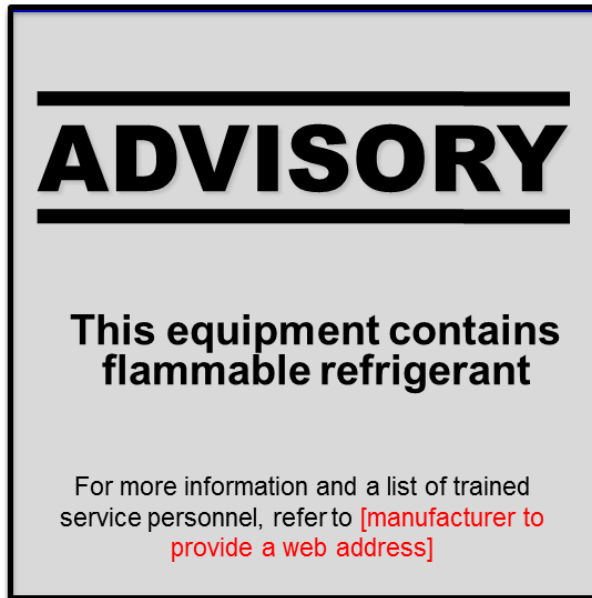 ADVISORY
This equipment contains
flammable refrigerant
For more information and a list of trained
service personnel, refer to [manufacturer to
provide a web address]